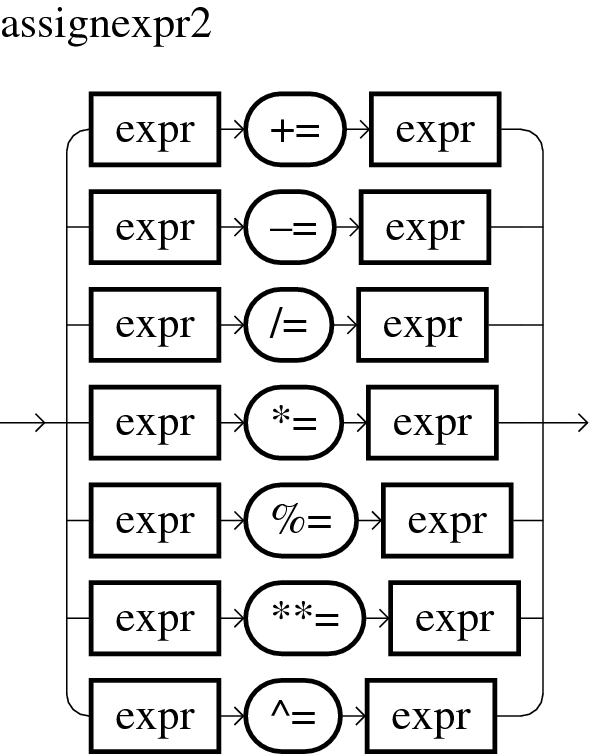 assignexpr2
expr += expr
expr –= expr
expr /= expr
expr *= expr
expr %= expr
expr **= expr
expr ^= expr